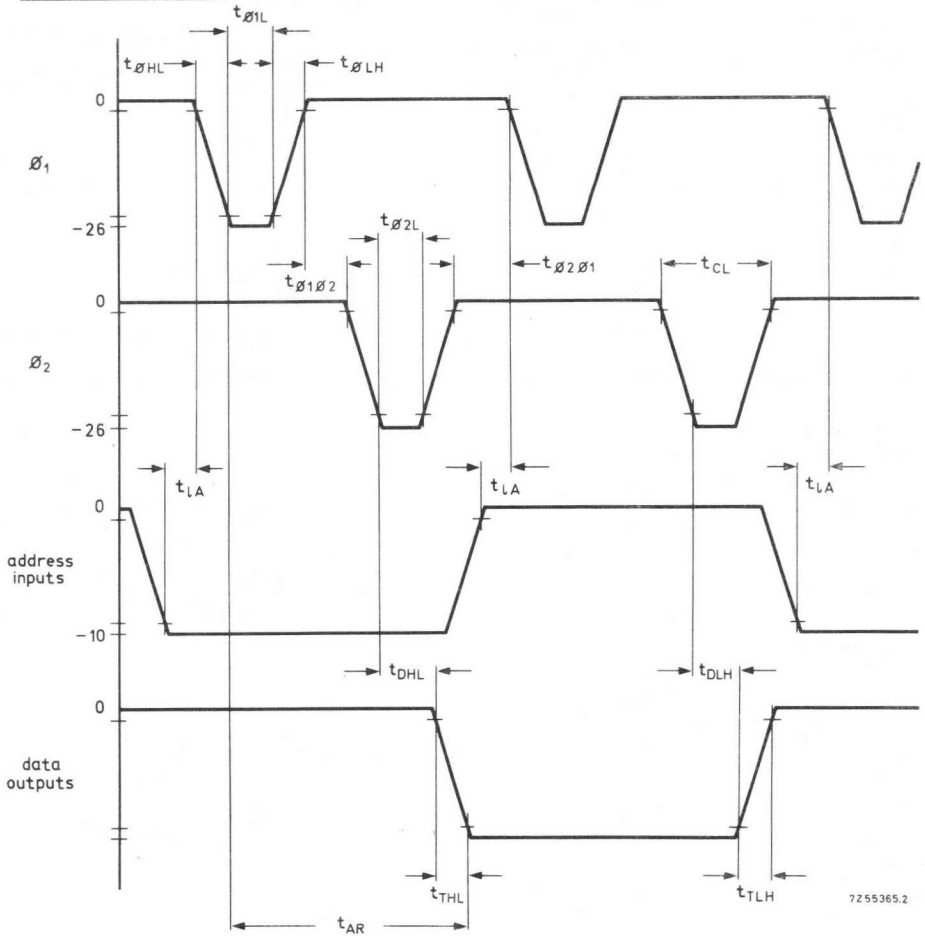 tØ1L
tØHL
tØLH
0
Ø1
-26
tØ2L
tØ1Ø2
tØ2Ø1
tCL
0
Ø2
-26
tLA
tLA
tLA
0
address
inputs
-10
tDHL
tDLH
0
data
outputs
tTHL
tTLH
7Z55365.2
tAR